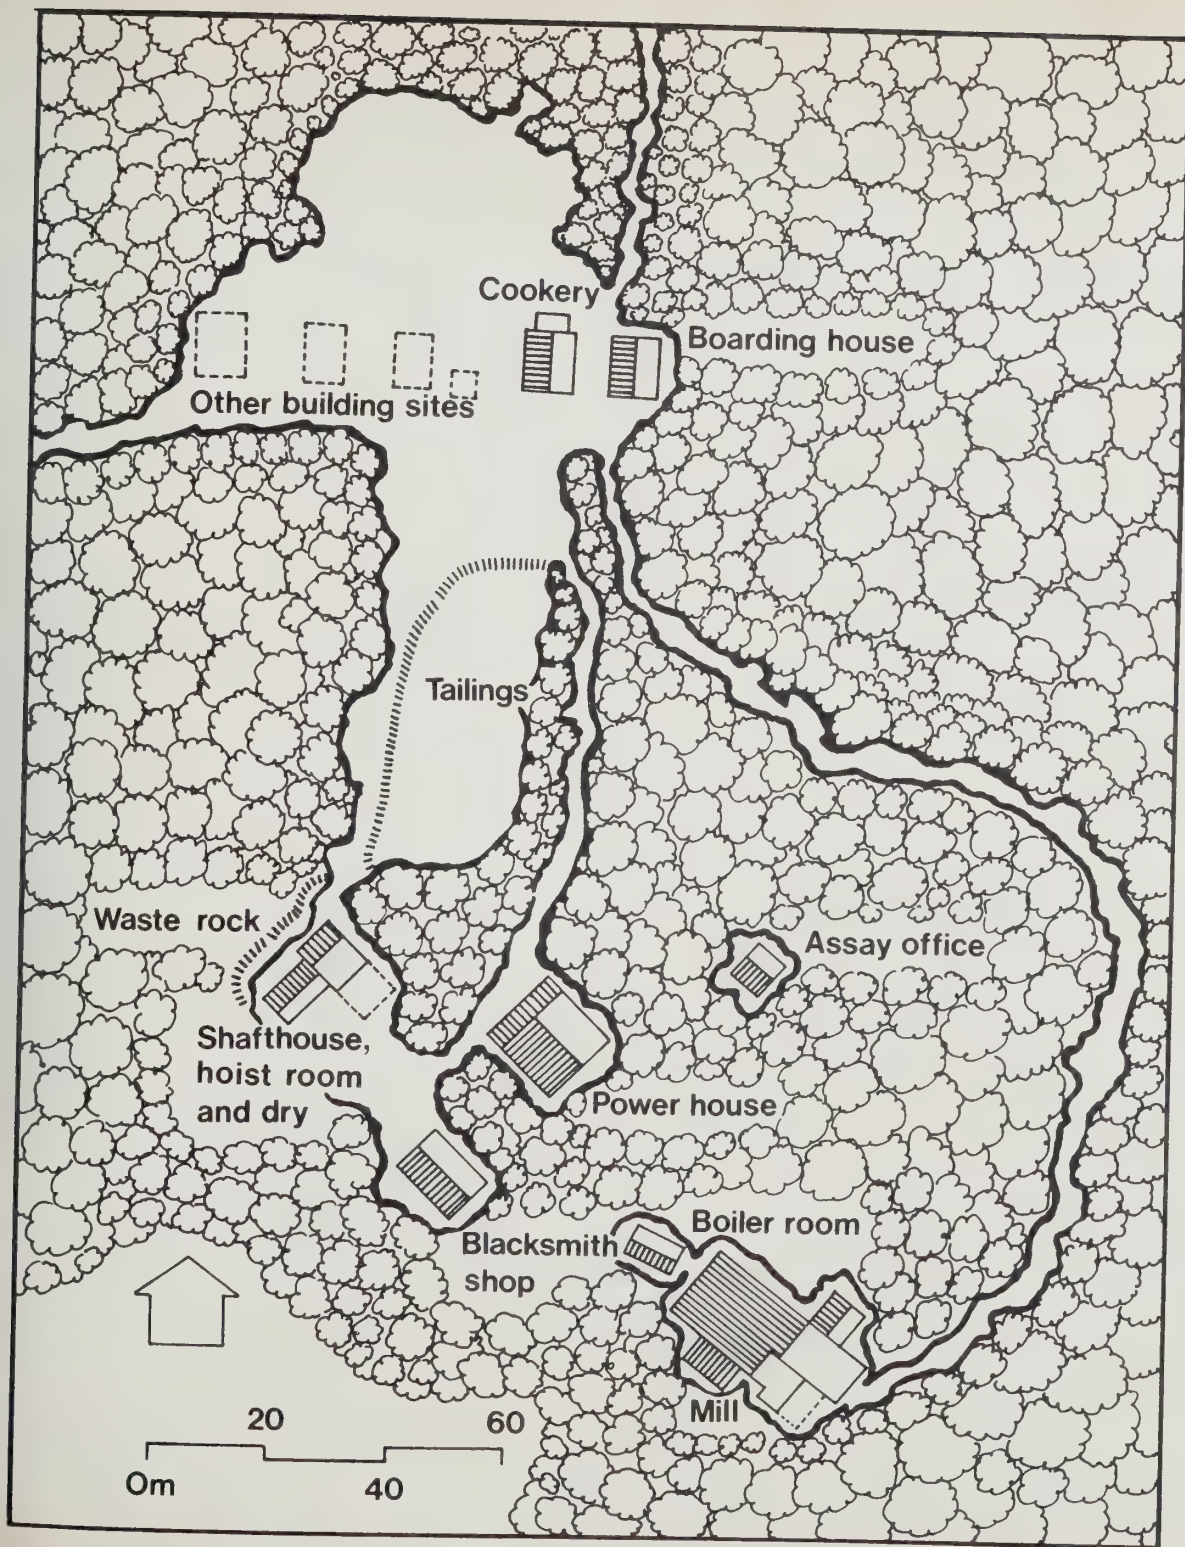 Cookery
Boarding house
Other building sites
Tailings
Waste rock
Assay office
Shafthouse,
hoist room
and dry
Power house
Boiler room
Blacksmith
shop
Mill
20
60
0m
40